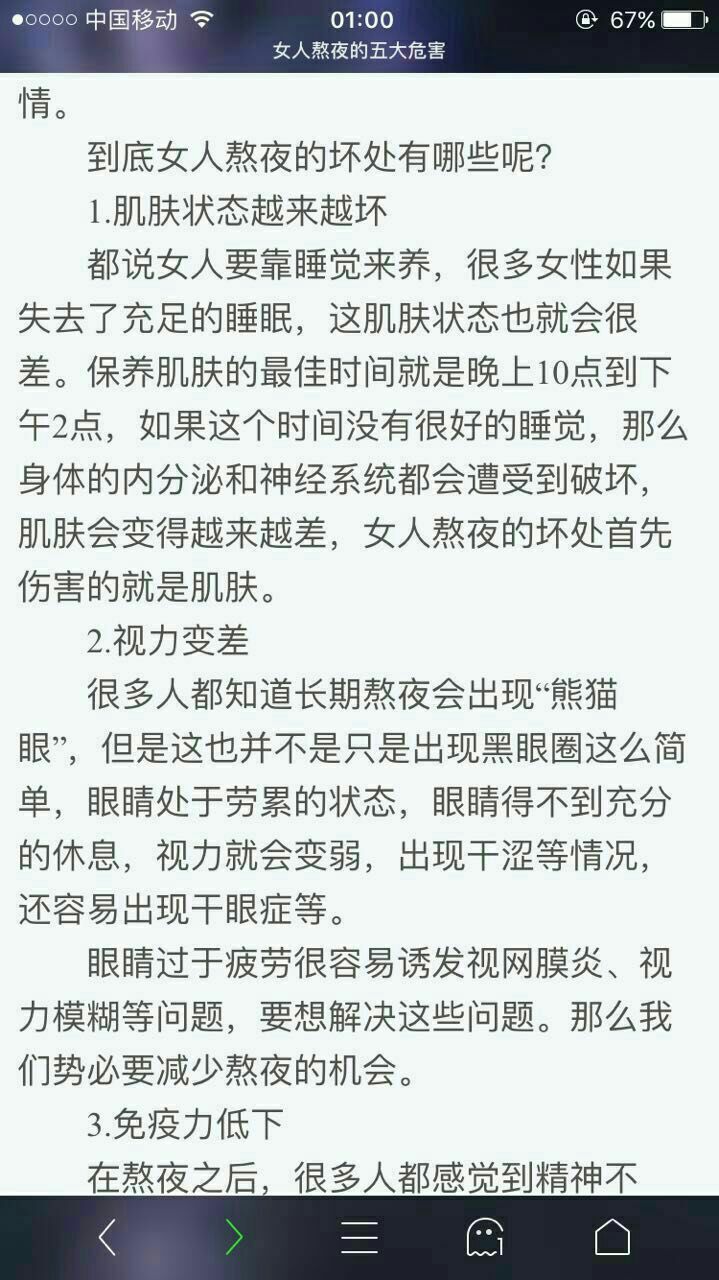 中国移动 01:00 67%
女人熬夜的五大危害
情。
到底女人熬夜的坏处有哪些呢?
1.肌肤状态越来越坏
都说女人要靠睡觉来养，很多女性如果
失去了充足的睡眠，这肌肤状态也就会很
差。保养肌肤的最佳时间就是晚上10点到下
午2点，如果这个时间没有很好的睡觉，那么
身体的内分泌和神经系统都会遭受到破坏，
肌肤会变得越来越差，女人熬夜的坏处首先
伤害的就是肌肤。
2.视力变差
很多人都知道长期熬夜会出现“熊猫
眼”，但是这也并不是只是出现黑眼圈这么简
单，眼睛处于劳累的状态，眼睛得不到充分
的休息，视力就会变弱，出现干涩等情况，
还容易出现干眼症等。
眼睛过于疲劳很容易诱发视网膜炎、视
力模糊等问题，要想解决这些问题。那么我
们势必要减少熬夜的机会。
3.免疫力低下
在熬夜之后，很多人都感觉到精神不